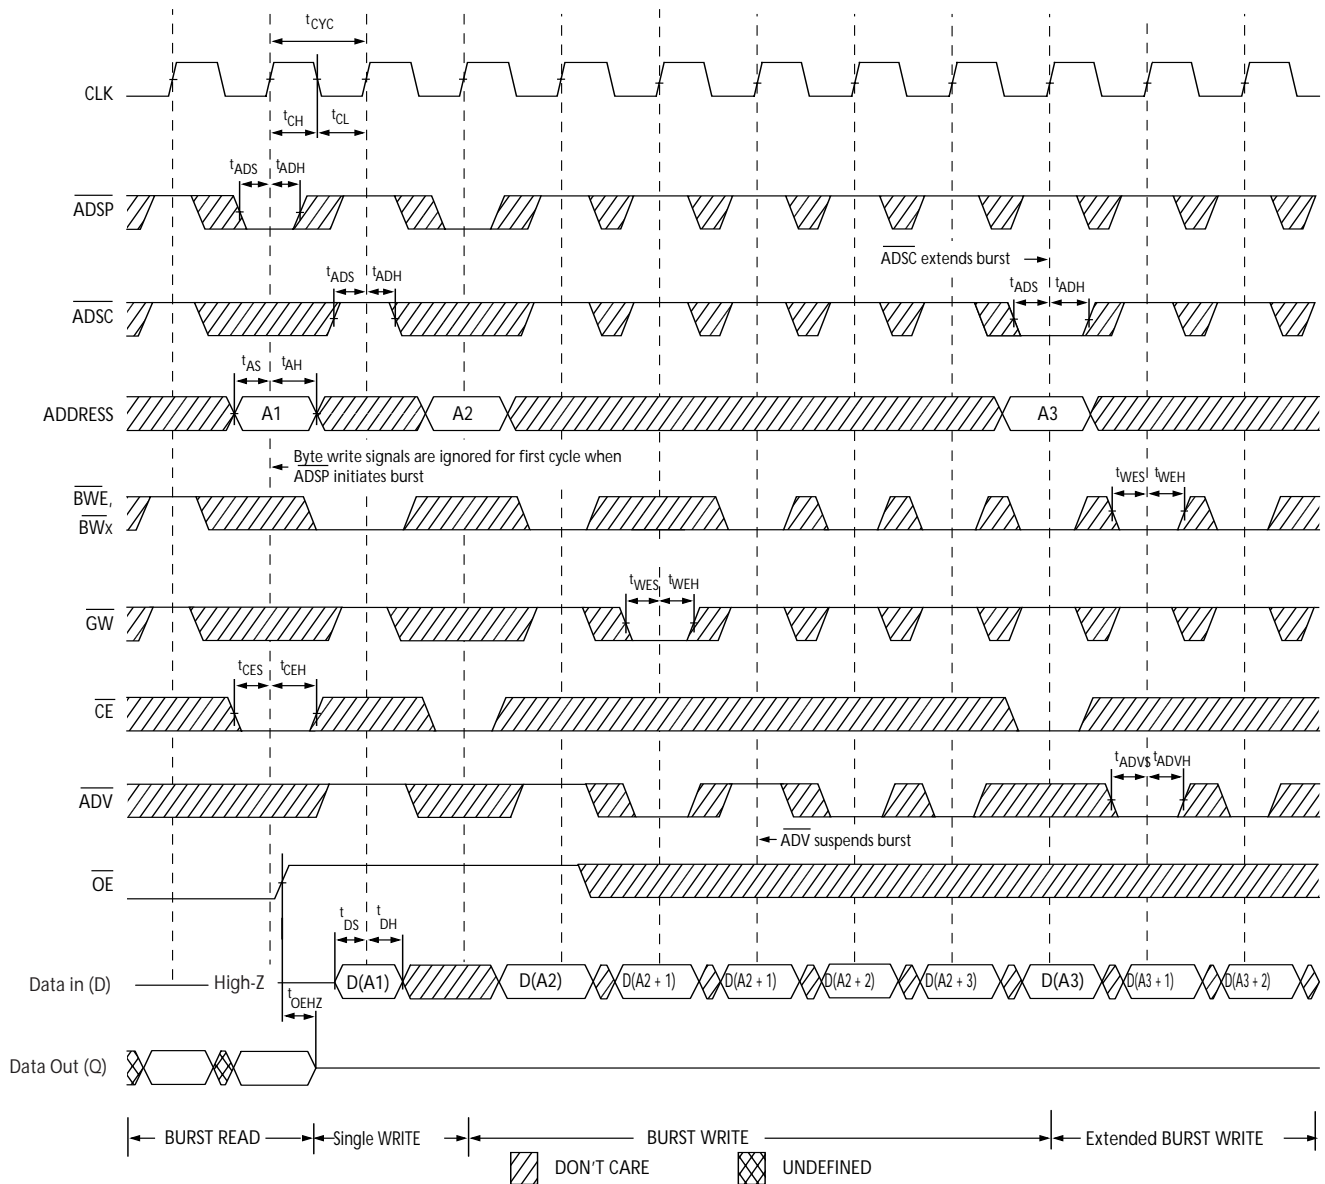 tCYC
CLK
tCH
tCL
tADS
tADH
ADSP
ADSC extends burst
tADS
tADH
tADS
tADH
ADSC
tAS
tAH
ADDRESS
A1
A2
A3
Byte write signals are ignored for first cycle when
ADSP initiates burst
BWE,
BWx
tWES
tWEH
tWES
tWEH
GW
tCES
tCEH
CE
tADVS
tADVH
ADV
ADV suspends burst
OE
tDS
tDH
Data in (D)
High-Z
D(A1)
D(A2)
D(A2 + 1)
D(A2 + 1)
D(A2 + 2)
D(A2 + 3)
D(A3)
D(A3 + 1)
D(A3 + 2)
tOEHZ
Data Out (Q)
BURST READ
Single WRITE
BURST WRITE
Extended BURST WRITE
DON'T CARE
UNDEFINED